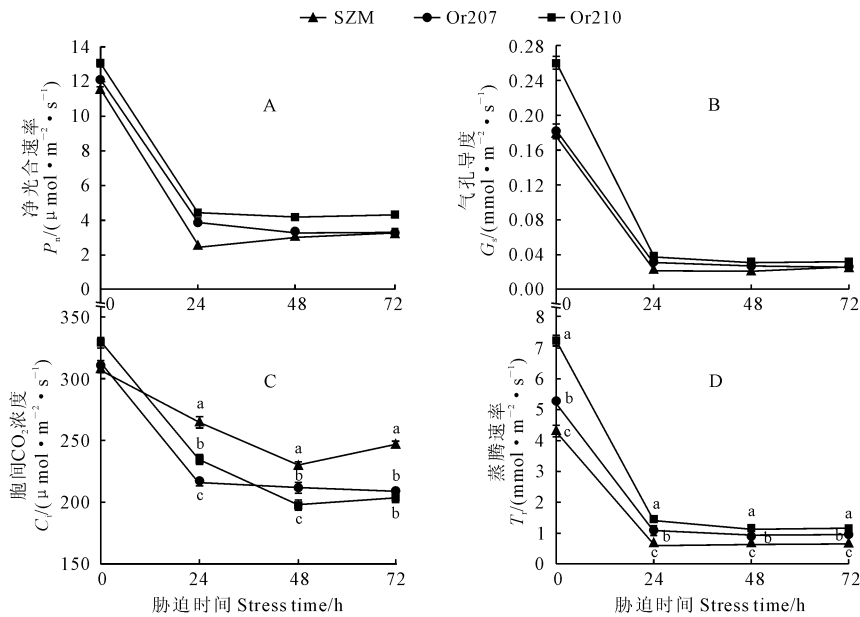 SZM Or207 Or210
14
12
10
8
6
4
2
0
净光合速率
Pn/(μmol·m−2·s−1)
A
0 24 48 72
0.28
0.24
0.20
0.16
0.12
0.08
0.04
0.00
气孔导度
Gs/(mmol·m−2·s−1)
B
0 24 48 72
350
300
250
200
150
胞间CO2浓度
Ci/(μmol·m−2·s−1)
C
a
b
c
a
b
c
a
b
b
0 24 48 72
胁迫时间 Stress time/h
8
7
6
5
4
3
2
1
0
蒸腾速率
Tr/(mmol·m−2·s−1)
D
a
b
c
a
b
c
a
b
c
a
b
c
0 24 48 72
胁迫时间 Stress time/h